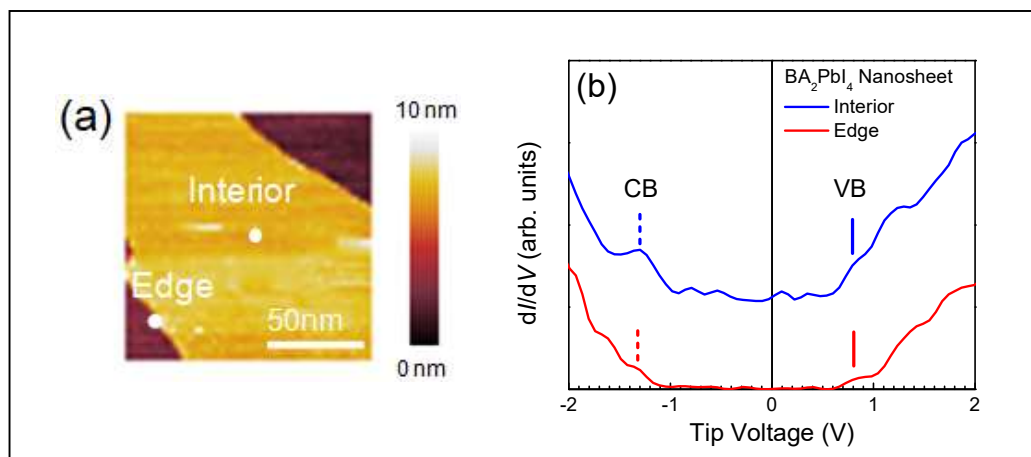 (a)
10 nm
Interior
Edge
50nm
0 nm
(b)
BA₂PbI₄ Nanosheet
Interior
Edge
CB
VB
dI/dV (arb. units)
-2
-1
0
1
2
Tip Voltage (V)